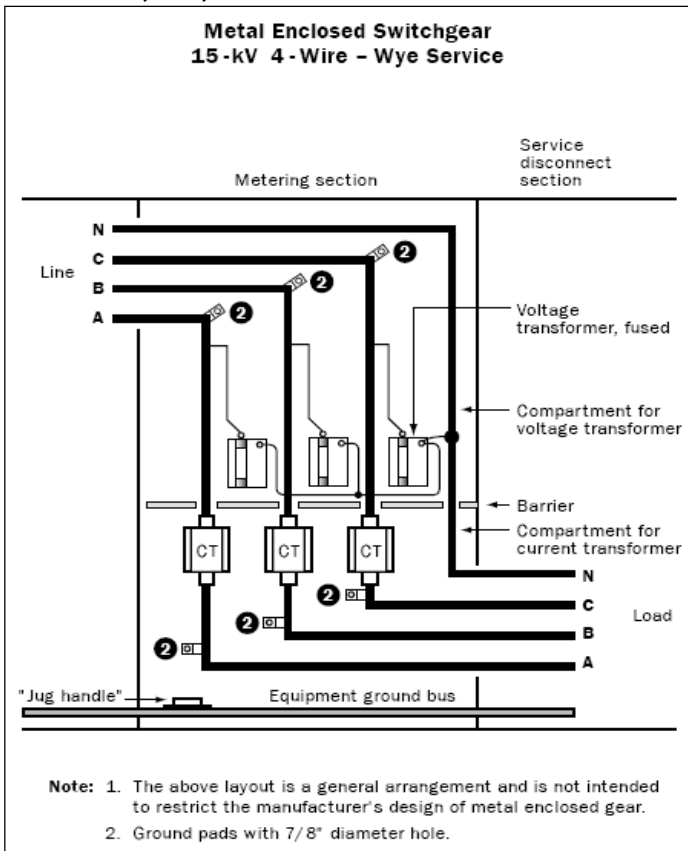 Metal Enclosed Switchgear
15-kV 4-Wire – Wye Service
Service
disconnect
section
Metering section
N
C
B
A
Line
2
2
2
Voltage
transformer, fused
Compartment for
voltage transformer
Barrier
Compartment for
current transformer
CT
CT
CT
N
C
B
A
Load
2
2
2
"Jug handle"
Equipment ground bus
Note: 1. The above layout is a general arrangement and is not intended
to restrict the manufacturer's design of metal enclosed gear.
2. Ground pads with 7/8" diameter hole.